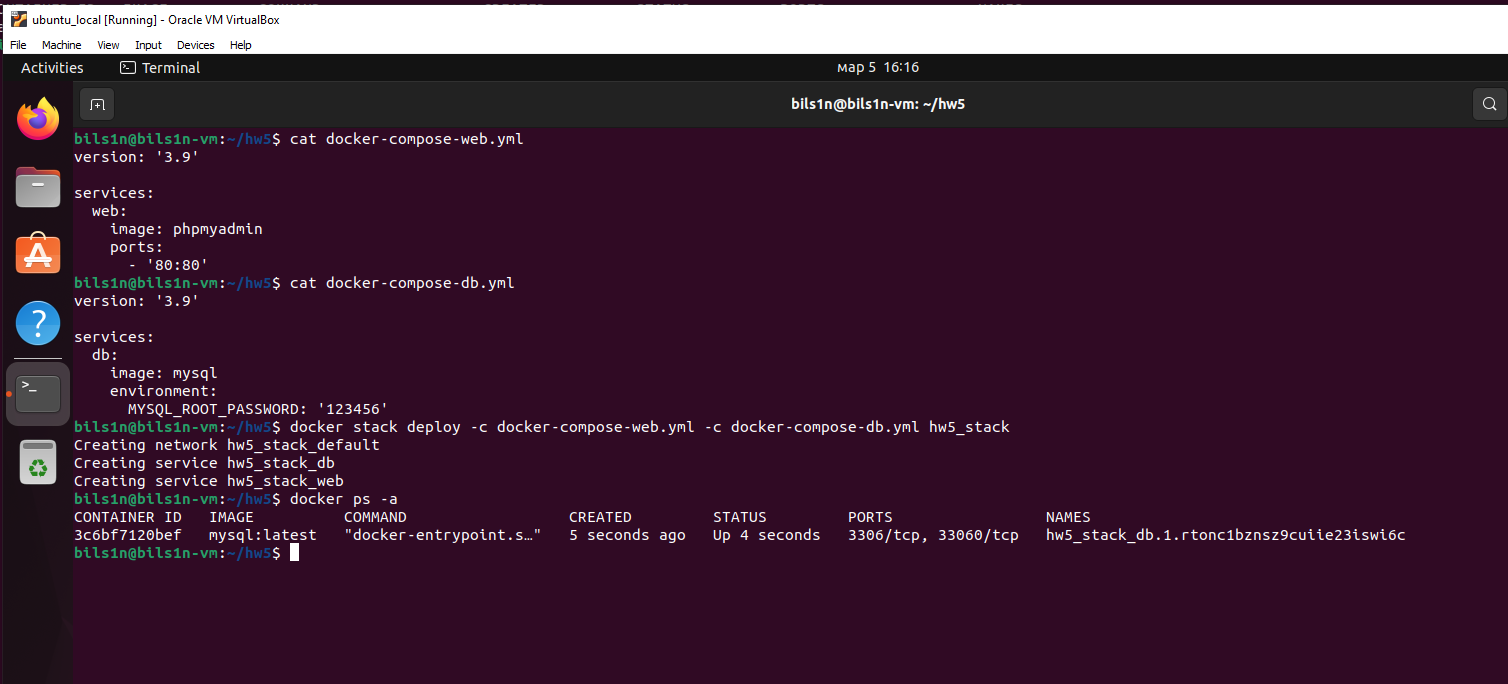 ubuntu_local [Running] - Oracle VM VirtualBox
File Machine View Input Devices Help
Activities Terminal мар 5 16:16
bils1n@bils1n-vm: ~/hw5
bils1n@bils1n-vm:~/hw5$ cat docker-compose-web.yml
version: '3.9'
services:
  web:
    image: phpmyadmin
    ports:
      - '80:80'
bils1n@bils1n-vm:~/hw5$ cat docker-compose-db.yml
version: '3.9'
services:
  db:
    image: mysql
    environment:
      MYSQL_ROOT_PASSWORD: '123456'
bils1n@bils1n-vm:~/hw5$ docker stack deploy -c docker-compose-web.yml -c docker-compose-db.yml hw5_stack
Creating network hw5_stack_default
Creating service hw5_stack_db
Creating service hw5_stack_web
bils1n@bils1n-vm:~/hw5$ docker ps -a
CONTAINER ID   IMAGE          COMMAND                  CREATED         STATUS         PORTS                 NAMES
3c6bf7120bef   mysql:latest   "docker-entrypoint.s…"   5 seconds ago   Up 4 seconds   3306/tcp, 33060/tcp   hw5_stack_db.1.rtonc1bznsz9cuiie23iswi6c
bils1n@bils1n-vm:~/hw5$